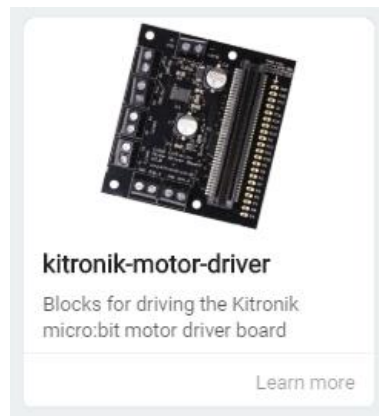 kitronik-motor-driver
Blocks for driving the Kitronik
micro:bit motor driver board
Learn more